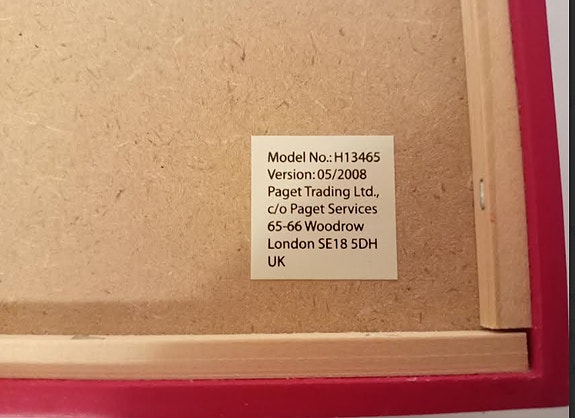 Model No.: H13465
Version: 05/2008
Paget Trading Ltd.,
c/o Paget Services
65-66 Woodrow
London SE18 5DH
UK